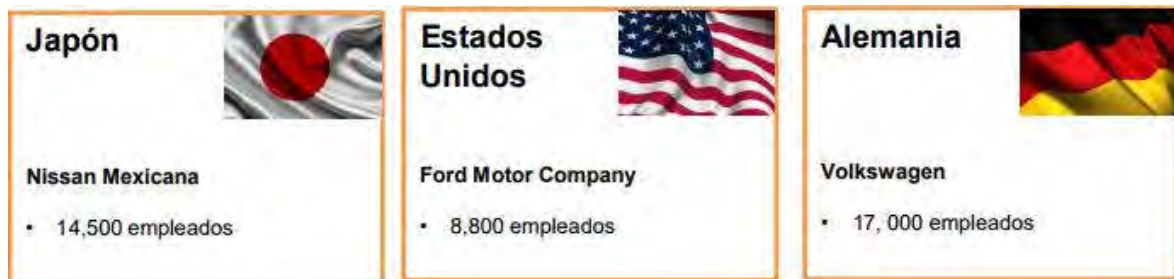 Japón
Nissan Mexicana
• 14,500 empleados
Estados
Unidos
Ford Motor Company
• 8,800 empleados
Alemania
Volkswagen
• 17, 000 empleados